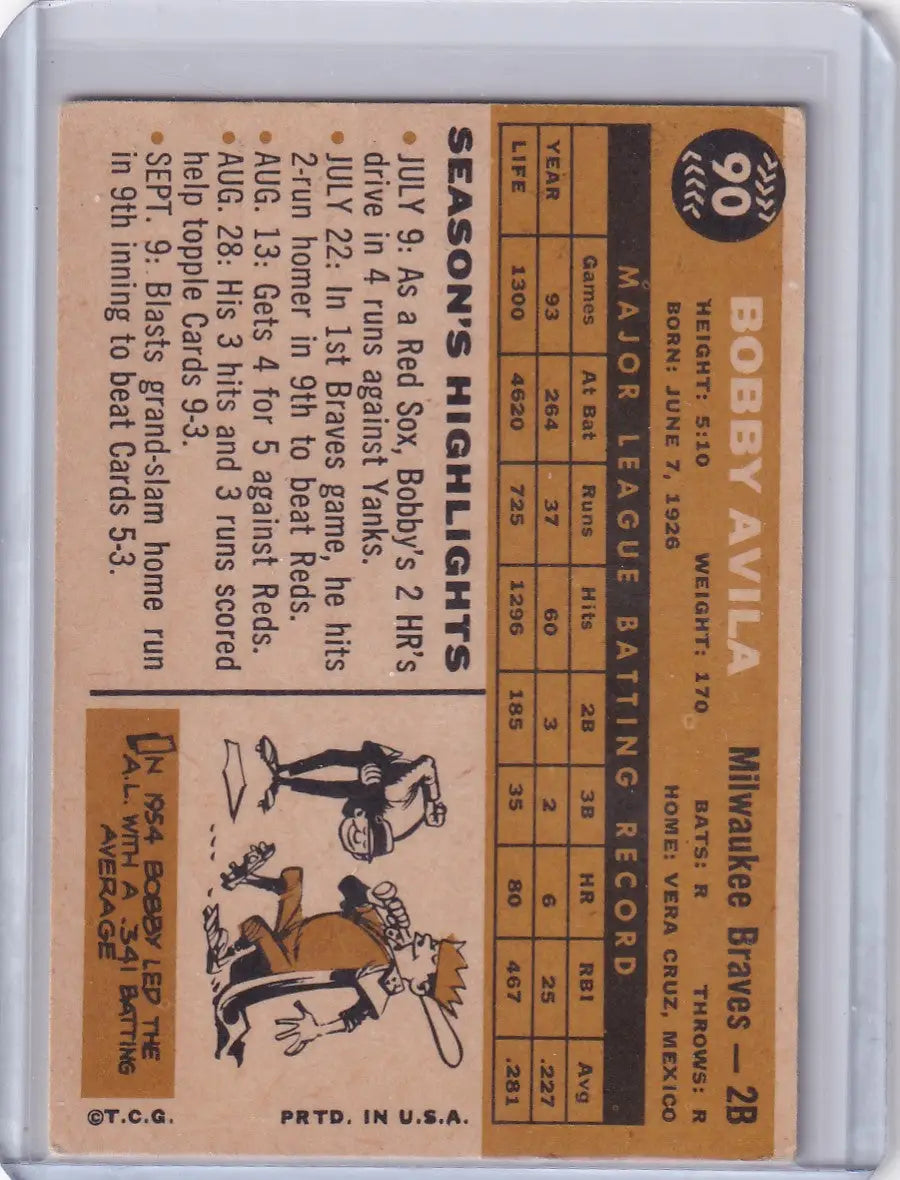 90
BOBBY AVILA Milwaukee Braves — 2B
HEIGHT: 5:10 WEIGHT: 170 BATS: R THROWS: R
BORN: JUNE 7, 1926 HOME: VERA CRUZ, MEXICO
MAJOR LEAGUE BATTING RECORD
Games At Bat Runs Hits 2B 3B HR RBI Avg
YEAR 93 264 37 60 3 2 6 25 .227
LIFE 1300 4620 725 1296 185 35 80 467 .281
SEASON'S HIGHLIGHTS
• JULY 9: As a Red Sox, Bobby's 2 HR's
drive in 4 runs against Yanks.
• JULY 22: In 1st Braves game, he hits
2-run homer in 9th to beat Reds.
• AUG. 13: Gets 4 for 5 against Reds.
• AUG. 28: His 3 hits and 3 runs scored
help topple Cards 9-3.
• SEPT. 9: Blasts grand-slam home run
in 9th inning to beat Cards 5-3.
IN 1954 BOBBY LED THE
A.L. WITH A .341 BATTING
AVERAGE
PRTD. IN U.S.A.
©T.C.G.